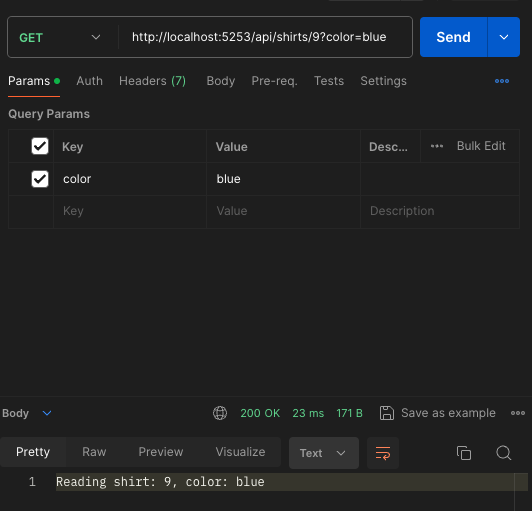 GET http://localhost:5253/api/shirts/9?color=blue Send
Params Auth Headers (7) Body Pre-req. Tests Settings
Query Params
Key Value Desc... Bulk Edit
color blue
Key Value Description
Body 200 OK 23 ms 171 B Save as example
Pretty Raw Preview Visualize Text
1 Reading shirt: 9, color: blue